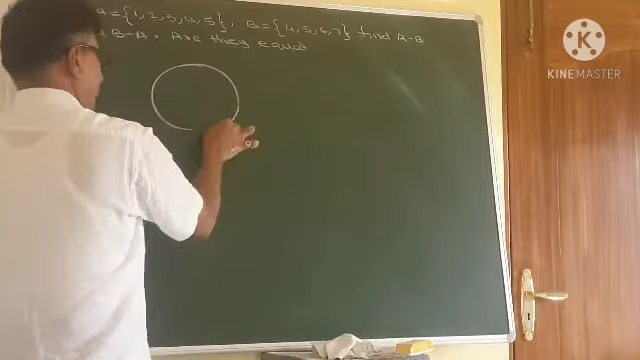 A={1,2,3,4,5}, B={4,5,6,7} find A-B
B-A. Are they equal
KINEMASTER